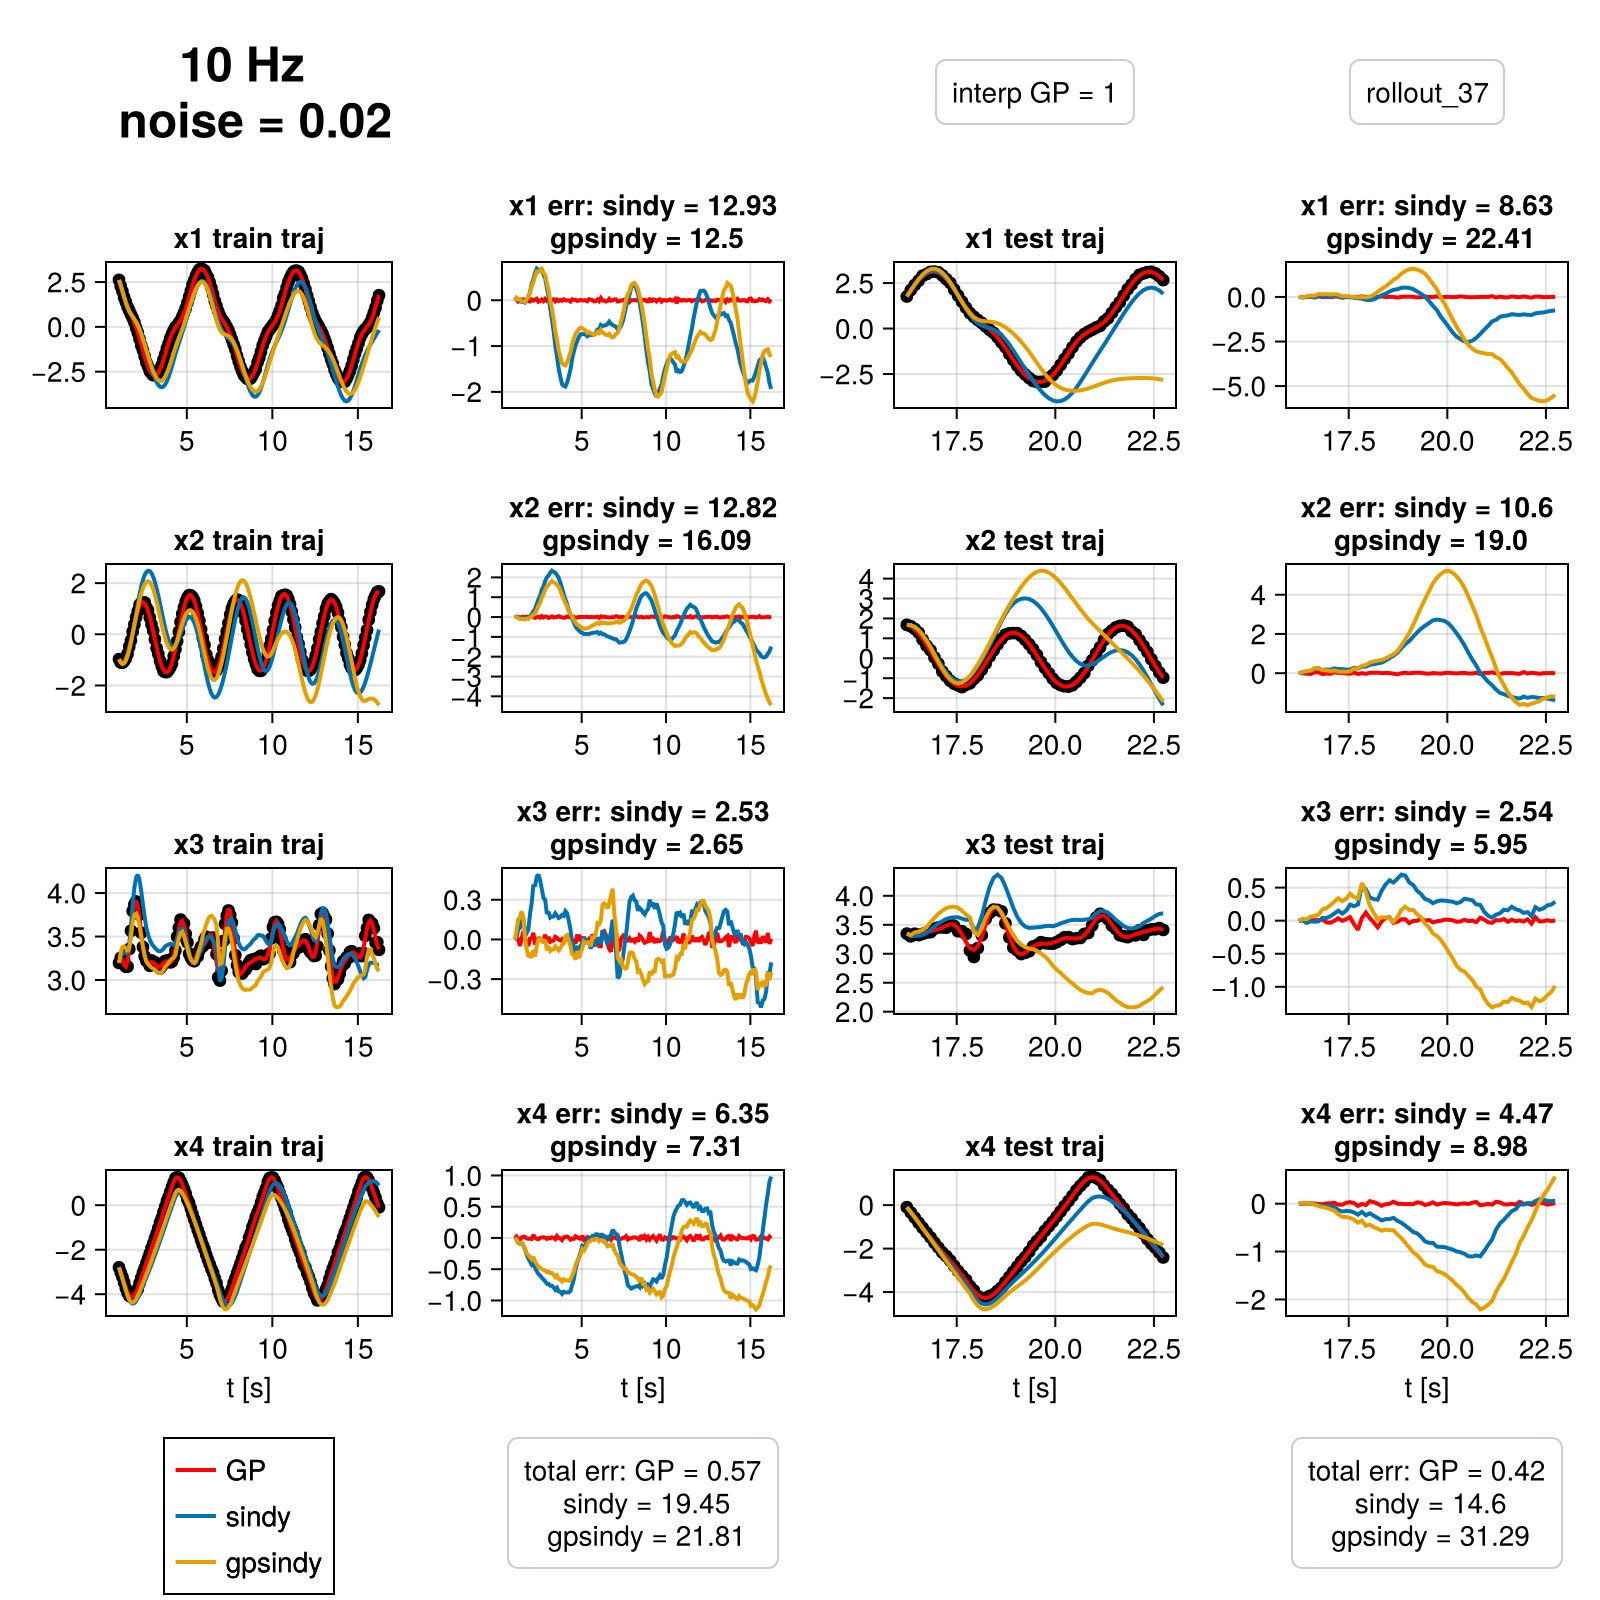 10 Hz
noise = 0.02
interp GP = 1
rollout_37
x1 train traj
2.5
0.0
−2.5
5
10
15
x1 err: sindy = 12.93
gpsindy = 12.5
0
−1
−2
5
10
15
x1 test traj
2.5
0.0
−2.5
17.5
20.0
22.5
x1 err: sindy = 8.63
gpsindy = 22.41
0.0
−2.5
−5.0
17.5
20.0
22.5
x2 train traj
2
0
−2
5
10
15
x2 err: sindy = 12.82
gpsindy = 16.09
2
1
0
−1
−2
−3
−4
5
10
15
x2 test traj
4
3
2
1
0
−1
−2
17.5
20.0
22.5
x2 err: sindy = 10.6
gpsindy = 19.0
4
2
0
17.5
20.0
22.5
x3 train traj
4.0
3.5
3.0
5
10
15
x3 err: sindy = 2.53
gpsindy = 2.65
0.3
0.0
−0.3
5
10
15
x3 test traj
4.0
3.5
3.0
2.5
2.0
17.5
20.0
22.5
x3 err: sindy = 2.54
gpsindy = 5.95
0.5
0.0
−0.5
−1.0
17.5
20.0
22.5
x4 train traj
0
−2
−4
5
10
15
t [s]
x4 err: sindy = 6.35
gpsindy = 7.31
1.0
0.5
0.0
−0.5
−1.0
5
10
15
t [s]
x4 test traj
0
−2
−4
17.5
20.0
22.5
t [s]
x4 err: sindy = 4.47
gpsindy = 8.98
0
−1
−2
17.5
20.0
22.5
t [s]
GP
sindy
gpsindy
total err: GP = 0.57
sindy = 19.45
gpsindy = 21.81
total err: GP = 0.42
sindy = 14.6
gpsindy = 31.29